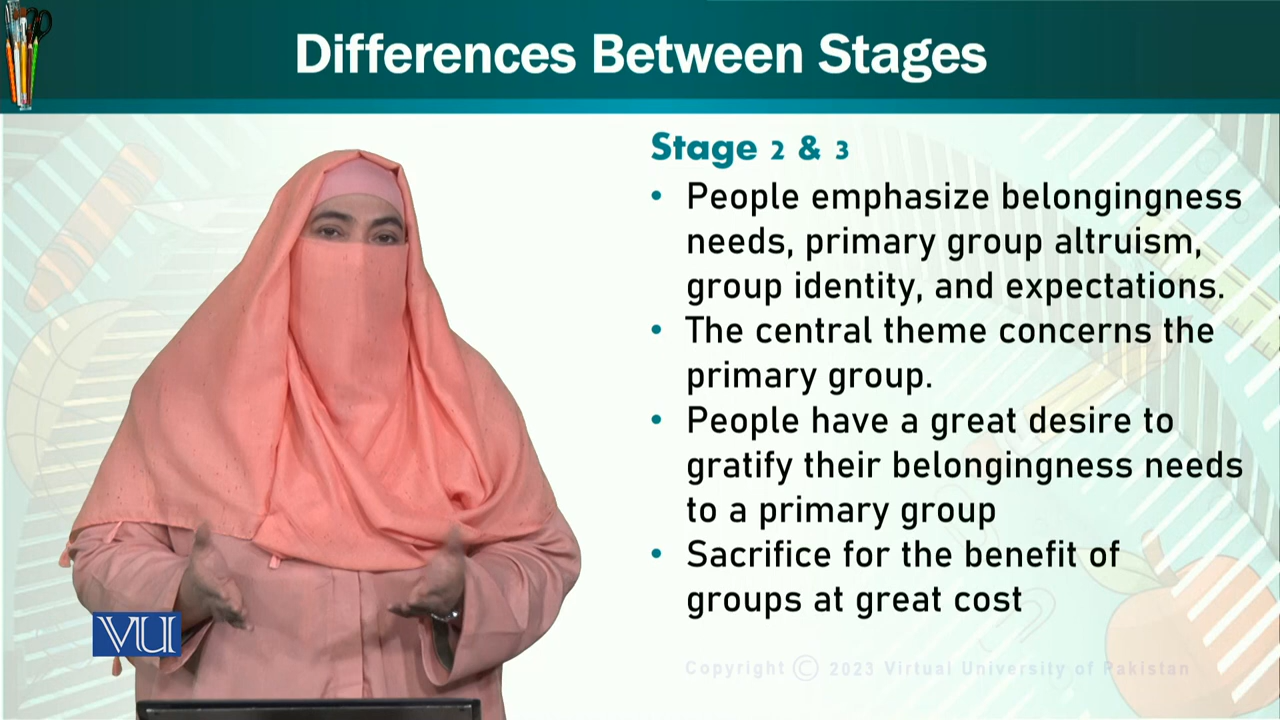 Differences Between Stages
Stage 2 & 3
• People emphasize belongingness
needs, primary group altruism,
group identity, and expectations.
• The central theme concerns the
primary group.
• People have a great desire to
gratify their belongingness needs
to a primary group
• Sacrifice for the benefit of
groups at great cost
VU
Copyright © 2023 Virtual University of Pakistan